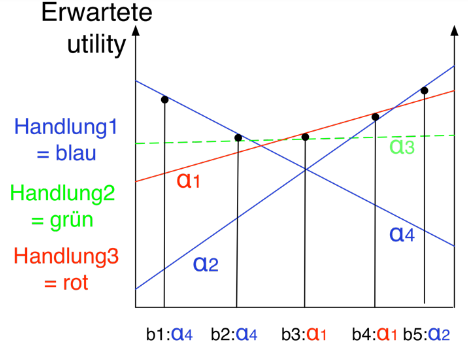 Erwartete
utility
Handlung1
= blau
Handlung2
= grün
Handlung3
= rot
α1
α2
α3
α4
b1:α4 b2:α4 b3:α1 b4:α1 b5:α2